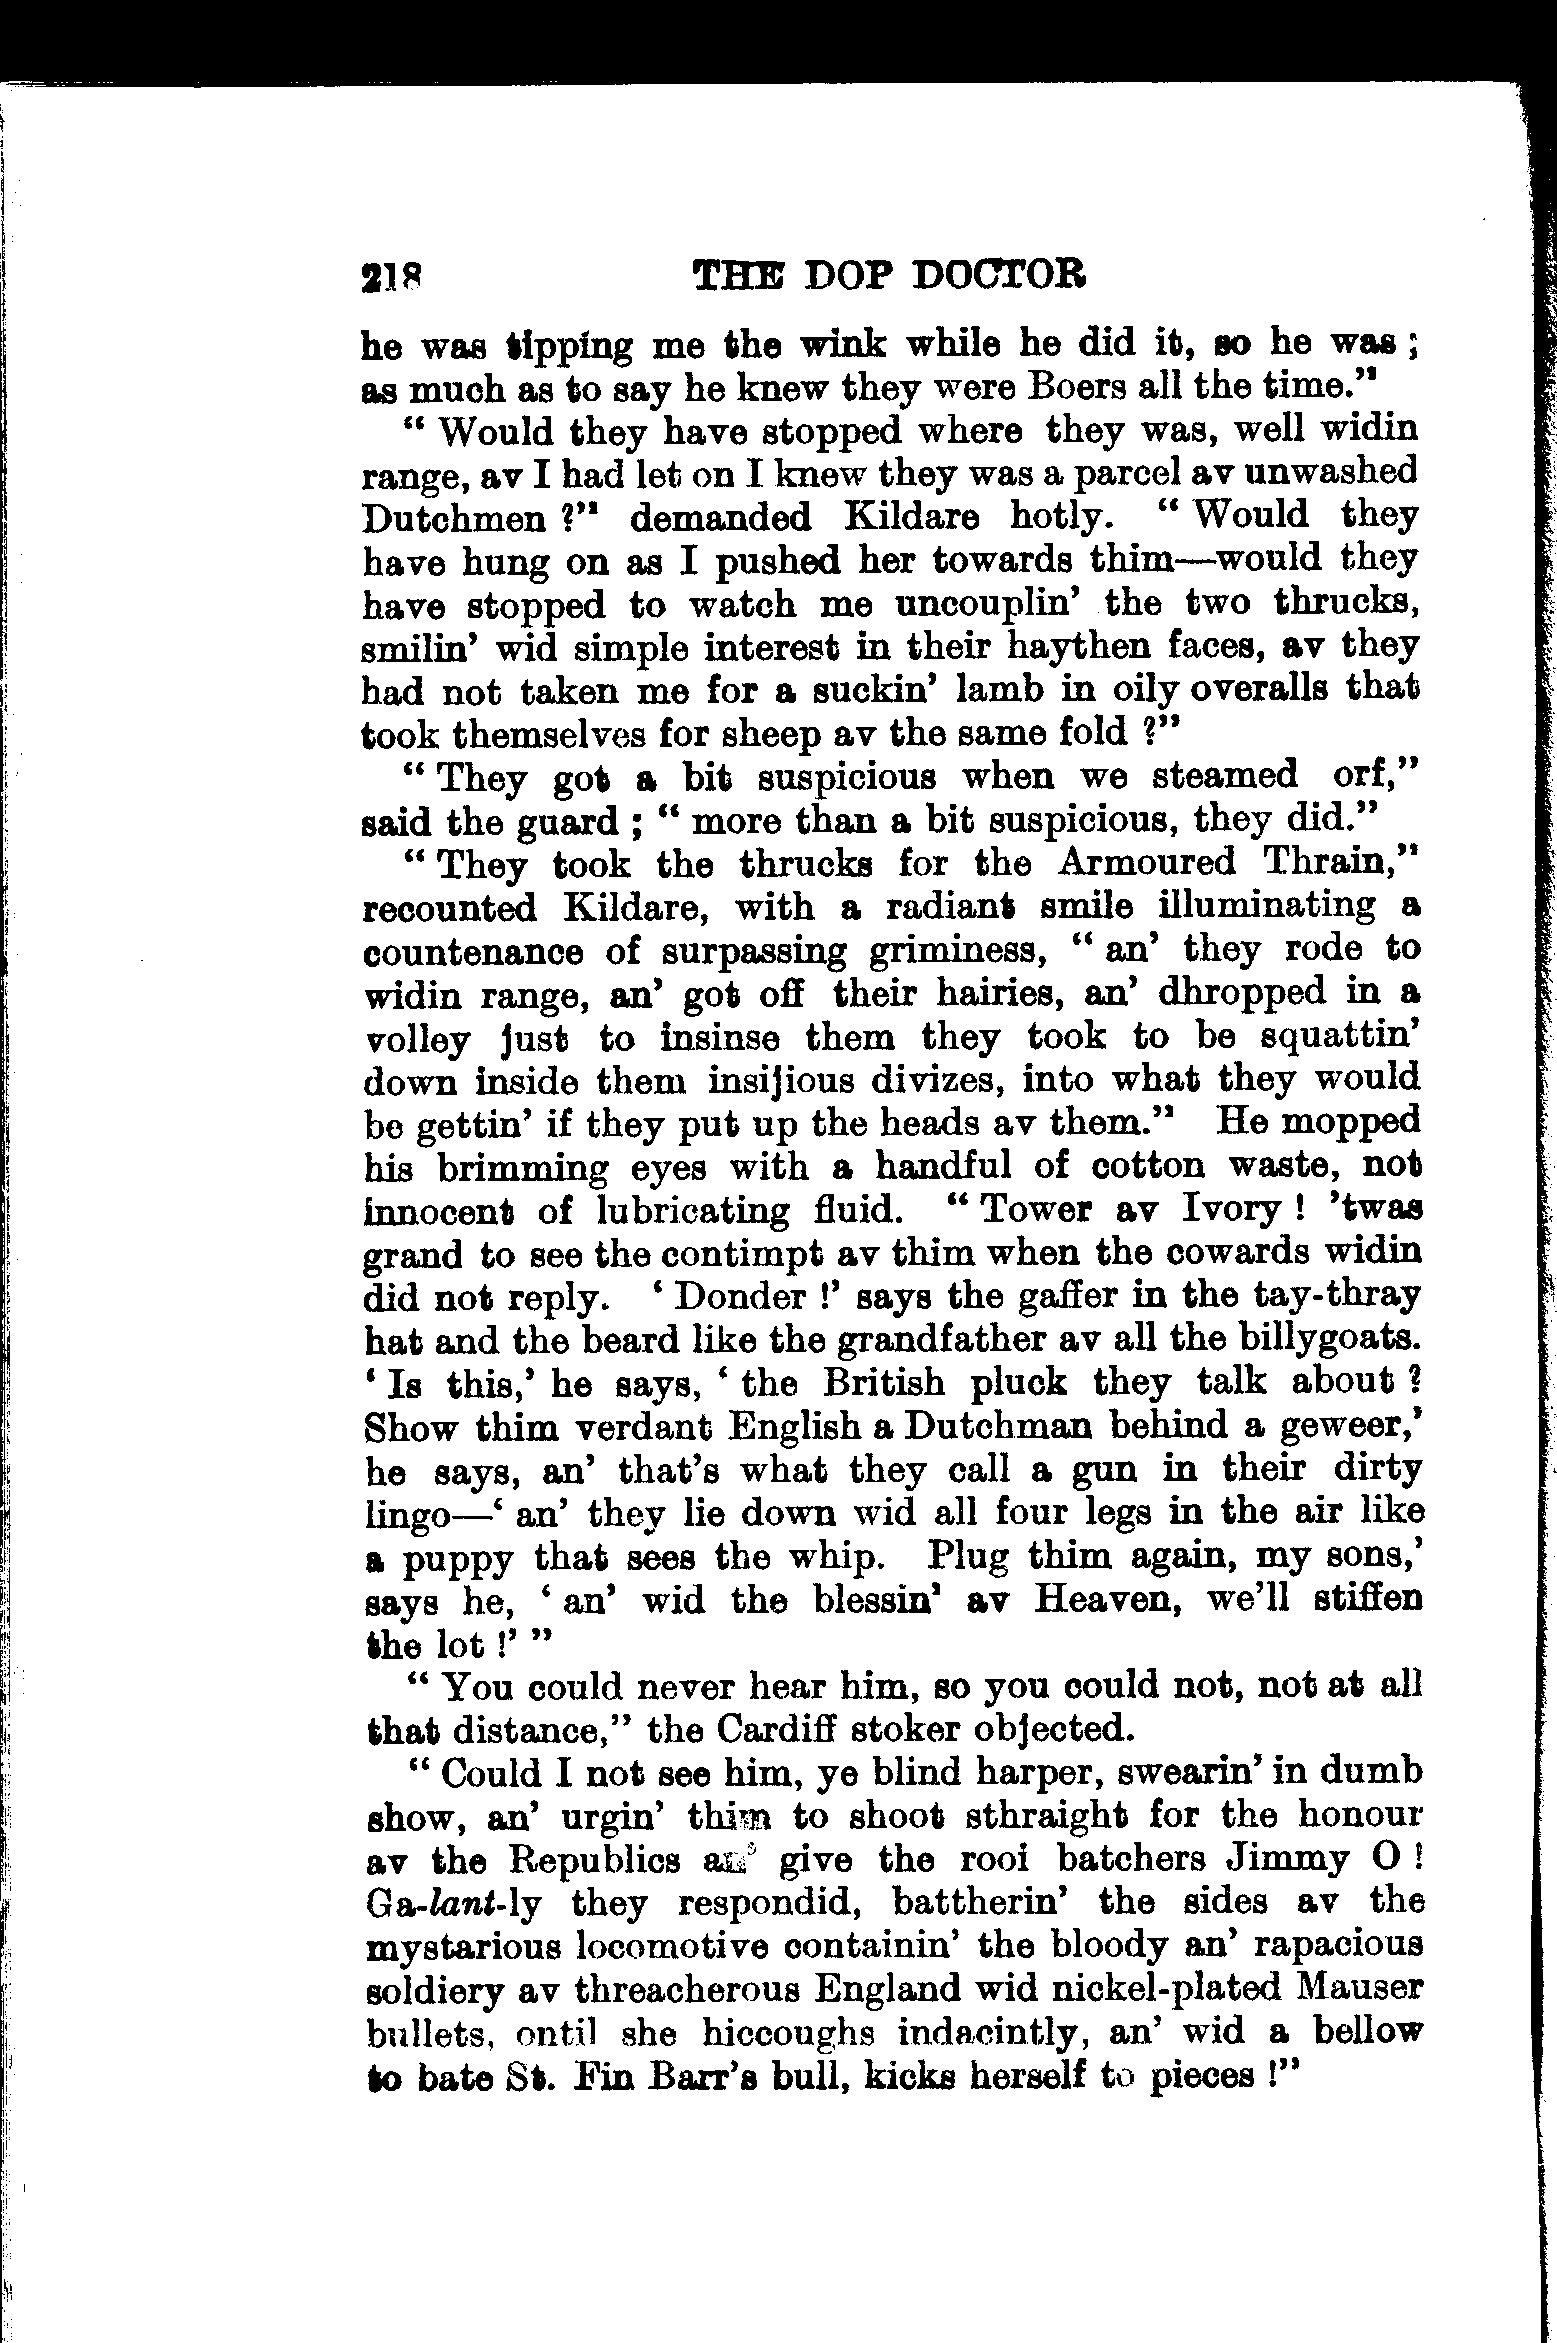 218 THE DOP DOCTOR
he was tipping me the wink while he did it, so he was ;
as much as to say he knew they were Boers all the time."
" Would they have stopped where they was, well widin
range, av I had let on I knew they was a parcel av unwashed
Dutchmen ?" demanded Kildare hotly. " Would they
have hung on as I pushed her towards thim—would they
have stopped to watch me uncouplin' the two thrucks,
smilin' wid simple interest in their haythen faces, av they
had not taken me for a suckin' lamb in oily overalls that
took themselves for sheep av the same fold ?"
" They got a bit suspicious when we steamed orf,"
said the guard ; " more than a bit suspicious, they did."
" They took the thrucks for the Armoured Thrain,"
recounted Kildare, with a radiant smile illuminating a
countenance of surpassing griminess, " an' they rode to
widin range, an' got off their hairies, an' dhropped in a
volley just to insinse them they took to be squattin'
down inside them insijious divizes, into what they would
be gettin' if they put up the heads av them." He mopped
his brimming eyes with a handful of cotton waste, not
innocent of lubricating fluid. " Tower av Ivory ! 'twas
grand to see the contimpt av thim when the cowards widin
did not reply. ' Donder !' says the gaffer in the tay-thray
hat and the beard like the grandfather av all the billygoats.
' Is this,' he says, ' the British pluck they talk about ?
Show thim verdant English a Dutchman behind a geweer,'
he says, an' that's what they call a gun in their dirty
lingo—' an' they lie down wid all four legs in the air like
a puppy that sees the whip. Plug thim again, my sons,'
says he, ' an' wid the blessin' av Heaven, we'll stiffen
the lot !' "
" You could never hear him, so you could not, not at all
that distance," the Cardiff stoker objected.
" Could I not see him, ye blind harper, swearin' in dumb
show, an' urgin' thim to shoot sthraight for the honour
av the Republics an' give the rooi batchers Jimmy O !
Ga-lant-ly they respondid, battherin' the sides av the
mystarious locomotive containin' the bloody an' rapacious
soldiery av threacherous England wid nickel-plated Mauser
bullets, ontil she hiccoughs indacintly, an' wid a bellow
to bate St. Fin Barr's bull, kicks herself to pieces !"